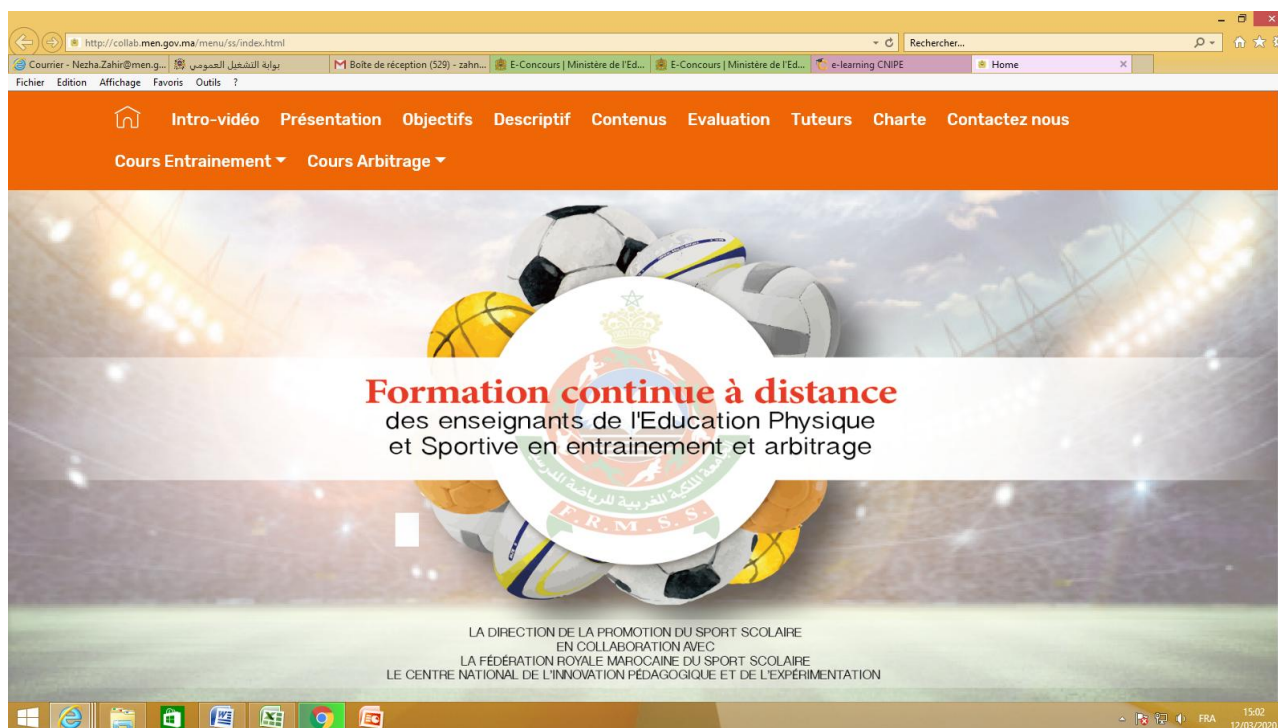 http://collab.men.gov.ma/menu/ss/index.html
Rechercher...
Courrier - Nezha.Zahir@men.g...
بوابة التشغيل العمومي
Boîte de réception (529) - zahn...
E-Concours | Ministère de l'Ed...
E-Concours | Ministère de l'Ed...
e-learning CNIPE
Home
Fichier Edition Affichage Favoris Outils ?
Intro-vidéo Présentation Objectifs Descriptif Contenus Evaluation Tuteurs Charte Contactez nous
Cours Entrainement Cours Arbitrage
Formation continue à distance
des enseignants de l'Education Physique
et Sportive en entrainement et arbitrage
الجامعة الملكية المغربية للرياضة المدرسية
F.R.M.S.S.
LA DIRECTION DE LA PROMOTION DU SPORT SCOLAIRE
EN COLLABORATION AVEC
LA FÉDÉRATION ROYALE MAROCAINE DU SPORT SCOLAIRE
LE CENTRE NATIONAL DE L'INNOVATION PÉDAGOGIQUE ET DE L'EXPÉRIMENTATION
FRA
15:02
12/03/2020